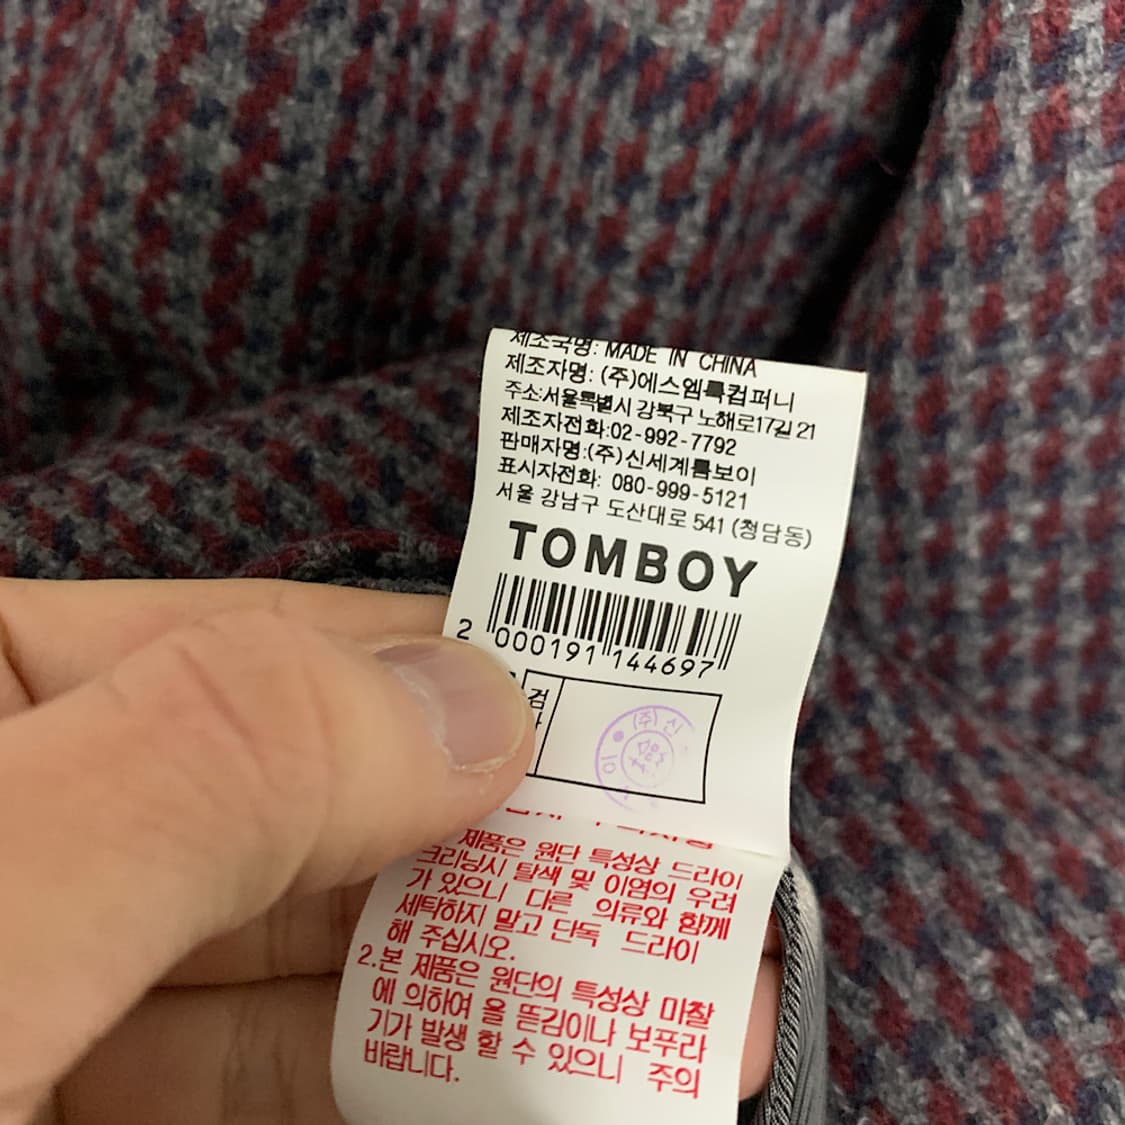 제조국명: MADE IN CHINA
제조자명: (주)에스엠룩컴퍼니
주소:서울특별시 강북구 노해로17길 21
제조자전화:02-992-7792
판매자명:(주)신세계톰보이
표시자전화: 080-999-5121
서울 강남구 도산대로 541 (청담동)
TOMBOY
2 000191 144697
검
(주) 신
이
제품은 원단 특성상 드라이
크리닝시 탈색 및 이염의 우려
가 있으니 다른 의류와 함께
세탁하지 말고 단독 드라이
해 주십시오.
2.본 제품은 원단의 특성상 마찰
에 의하여 올 뜯김이나 보푸라
기가 발생 할 수 있으니 주의
바랍니다.